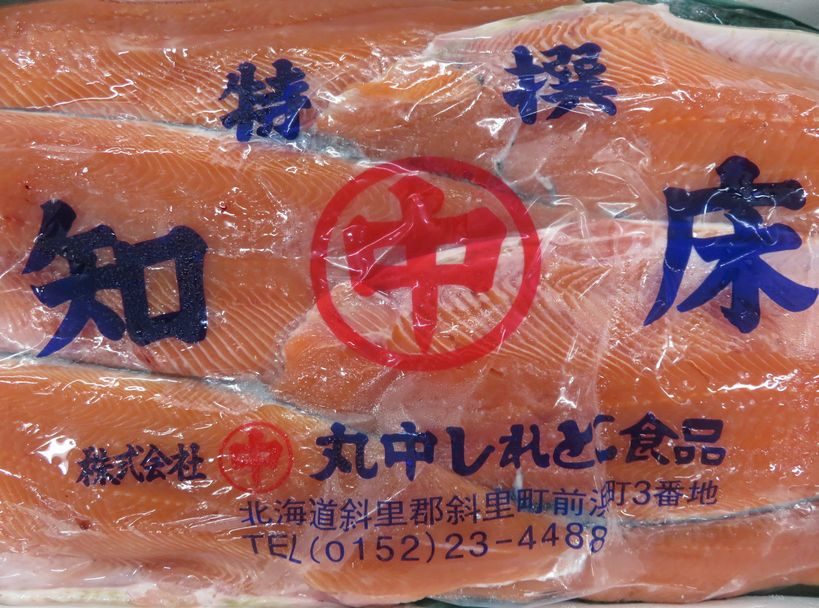 特撰
知中床
株式会社 中 丸中しれとこ食品
北海道斜里郡斜里町前浜町3番地
TEL(0152)23-4488